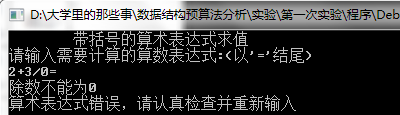 D:\大学里的那些事\数据结构预算法分析\实验\第一次实验\程序\Deb
带括号的算术表达式求值
请输入需要计算的算数表达式:<以'='结尾>
2+3/0=
除数不能为0
算术表达式错误，请认真检查并重新输入